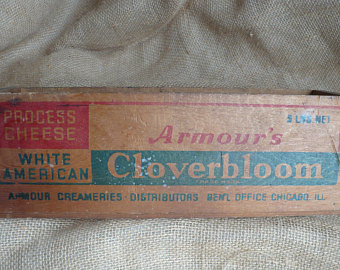 PROCESS
CHEESE
WHITE
AMERICAN
Armour's
5 LBS. NET
Cloverbloom
ARMOUR CREAMERIES · DISTRIBUTORS GEN'L OFFICE CHICAGO, ILL.